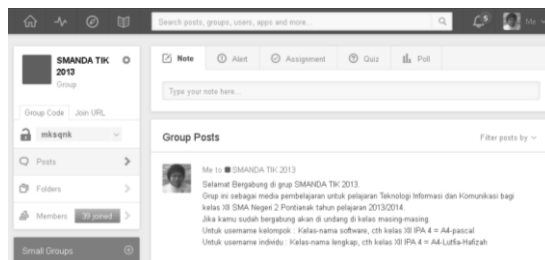 Search posts, groups, users, apps and more...
5
Me
SMANDA TIK
2013
Group
Group Code
Join URL
mksqnk
Posts
Folders
Members
39 joined
Small Groups
Note
Alert
Assignment
Quiz
Poll
Type your note here...
Group Posts
Filter posts by
Me to SMANDA TIK 2013
Selamat Bergabung di grup SMANDA TIK 2013.
Grup ini sebagai media pembelajaran untuk pelajaran Teknologi Informasi dan Komunikasi bagi
kelas XII SMA Negeri 2 Pontianak tahun pelajaran 2013/2014.
Jika kamu sudah bergabung akan di undang di kelas masing-masing.
Untuk username kelompok : Kelas-nama software, cth kelas XII IPA 4 = A4-pascal
Untuk username individu : Kelas-nama lengkap, cth kelas XII IPA 4 = A4-Lutfia-Hafizah